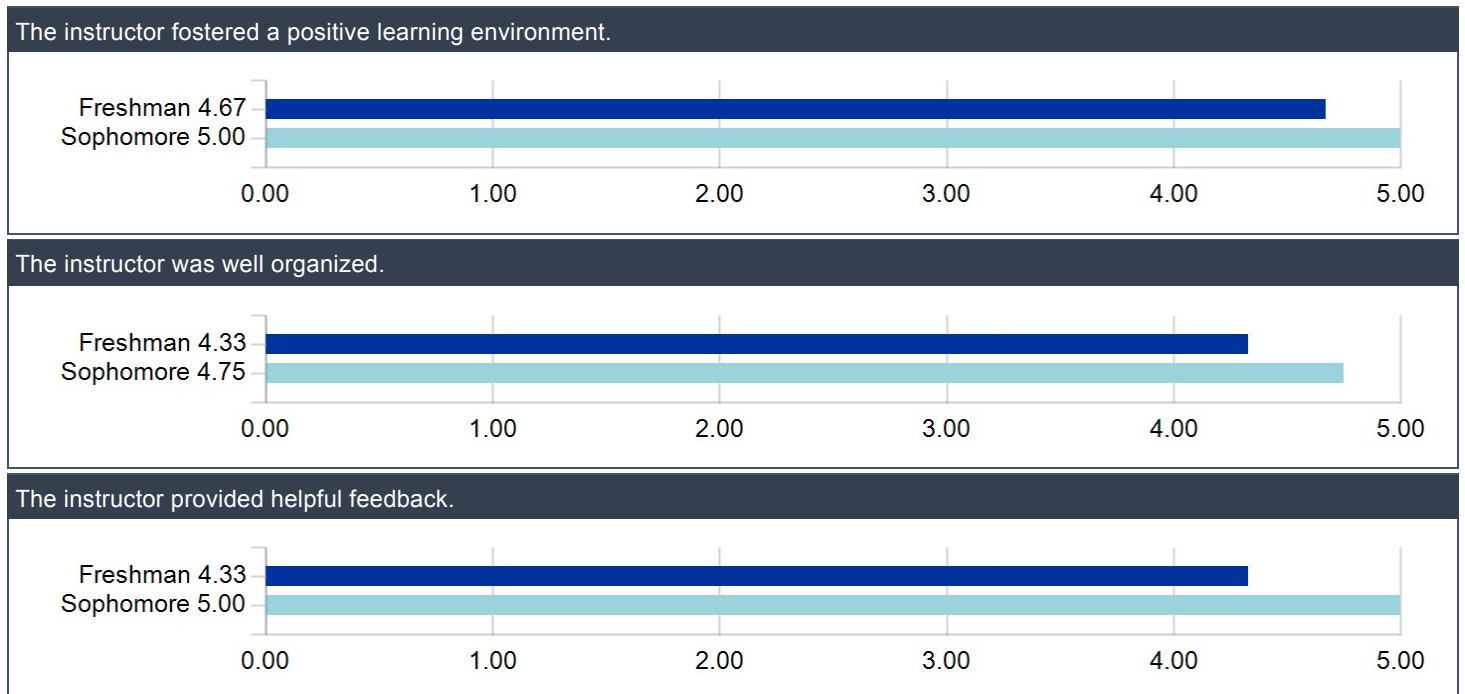 The instructor fostered a positive learning environment.
Freshman 4.67
Sophomore 5.00
0.00 1.00 2.00 3.00 4.00 5.00
The instructor was well organized.
Freshman 4.33
Sophomore 4.75
0.00 1.00 2.00 3.00 4.00 5.00
The instructor provided helpful feedback.
Freshman 4.33
Sophomore 5.00
0.00 1.00 2.00 3.00 4.00 5.00